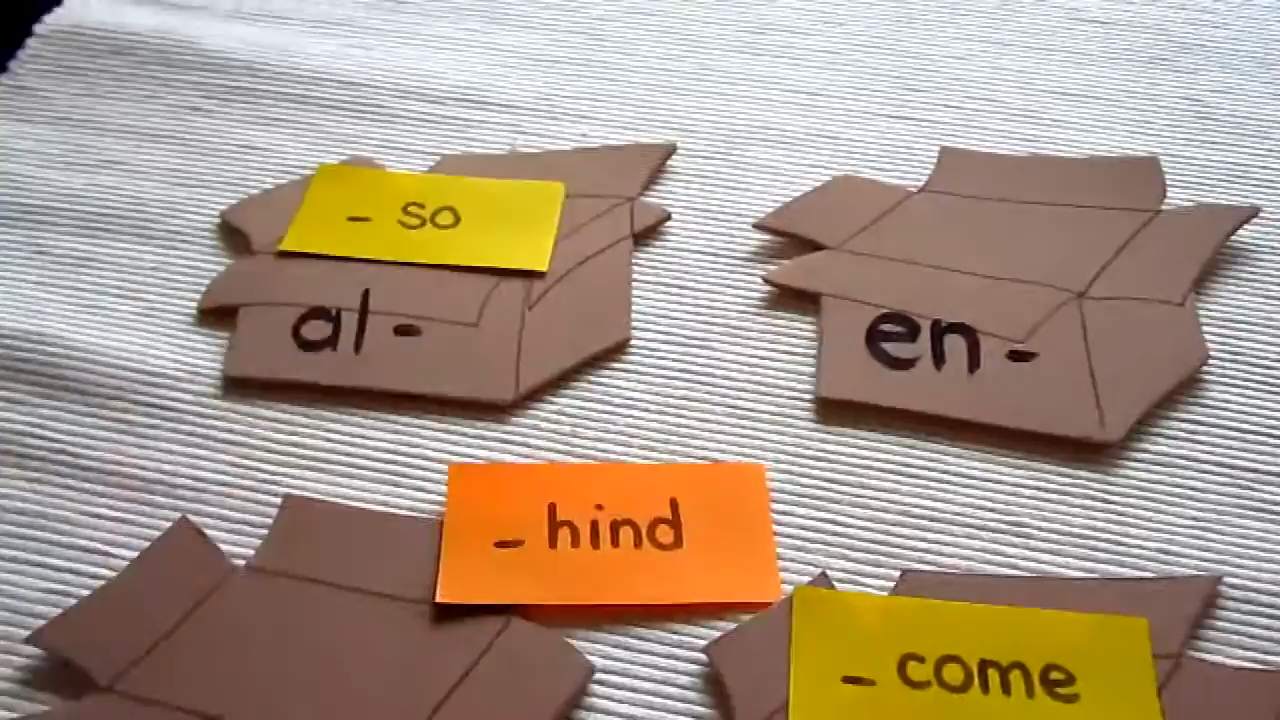 - so
al -
en -
- hind
- come